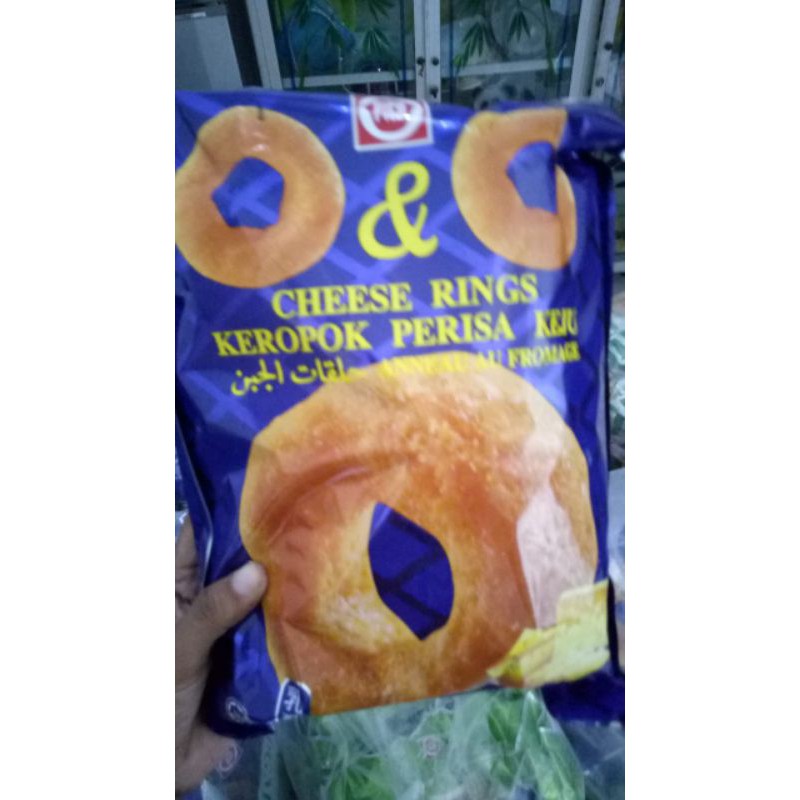 &
CHEESE RINGS
KEROPOK PERISA KEJU
حلقات الجبن ANNEAU AU FROMAGE